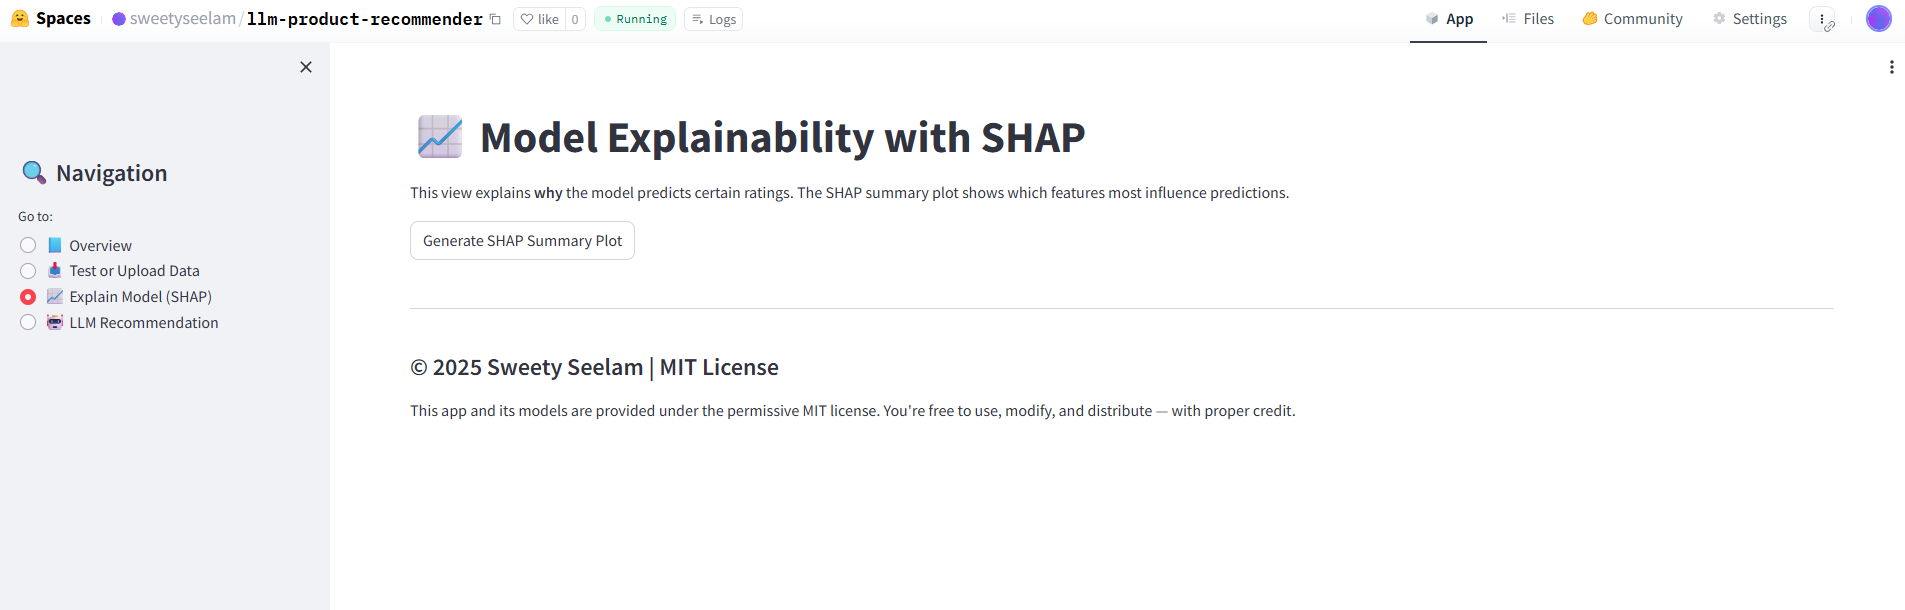 Spaces sweetyseelam/llm-product-recommender like 0 Running Logs App Files Community Settings
Navigation
Go to:
Overview
Test or Upload Data
Explain Model (SHAP)
LLM Recommendation
Model Explainability with SHAP
This view explains why the model predicts certain ratings. The SHAP summary plot shows which features most influence predictions.
Generate SHAP Summary Plot
© 2025 Sweety Seelam | MIT License
This app and its models are provided under the permissive MIT license. You're free to use, modify, and distribute — with proper credit.